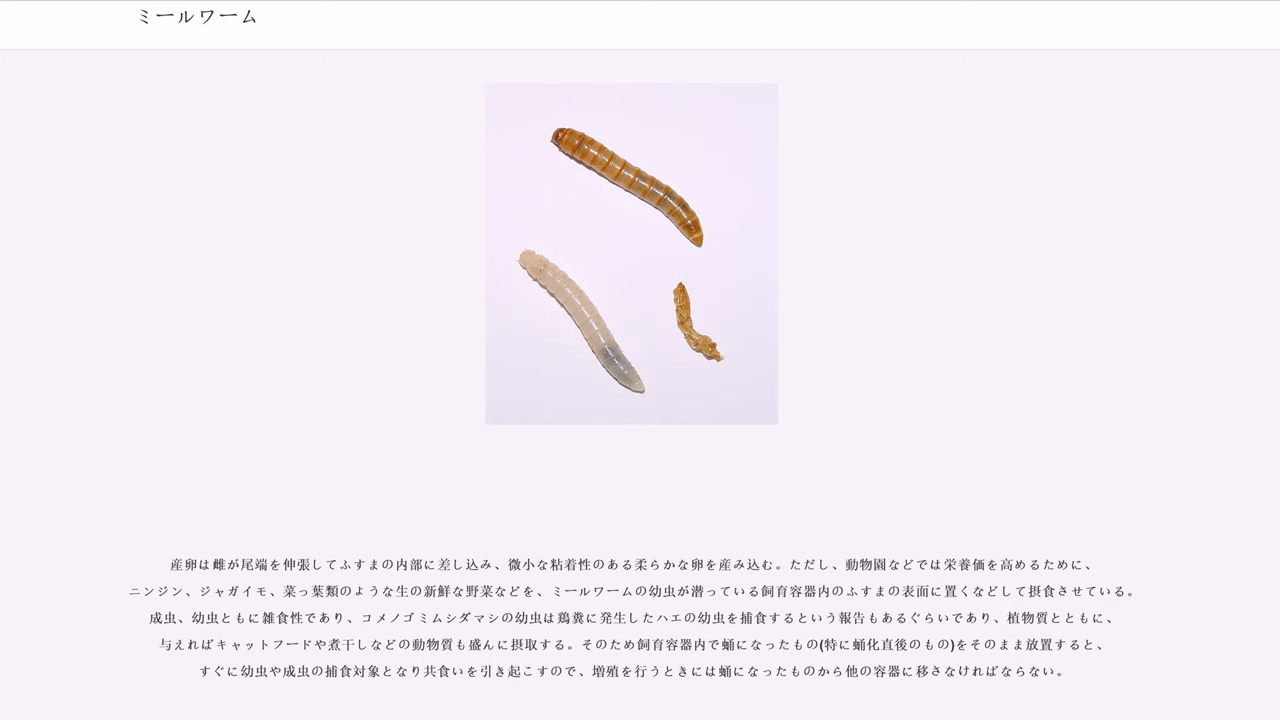 ミールワーム
産卵は雌が尾端を伸張してふすまの内部に差し込み、微小な粘着性のある柔らかな卵を産み込む。ただし、動物園などでは栄養価を高めるために、
ニンジン、ジャガイモ、菜っ葉類のような生の新鮮な野菜などを、ミールワームの幼虫が潜っている飼育容器内のふすまの表面に置くなどして摂食させている。
成虫、幼虫ともに雑食性であり、コメノゴミムシダマシの幼虫は鶏糞に発生したハエの幼虫を捕食するという報告もあるぐらいであり、植物質とともに、
与えればキャットフードや煮干しなどの動物質も盛んに摂取する。そのため飼育容器内で蛹になったもの(特に蛹化直後のもの)をそのまま放置すると、
すぐに幼虫や成虫の捕食対象となり共食いを引き起こすので、増殖を行うときには蛹になったものから他の容器に移さなければならない。